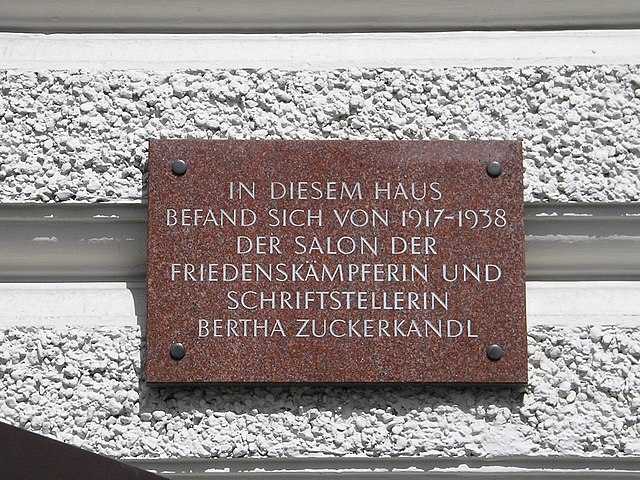 IN DIESEM HAUS
BEFAND SICH VON 1917-1938
DER SALON DER
FRIEDENSKÄMPFERIN UND
SCHRIFTSTELLERIN
BERTHA ZUCKERKANDL